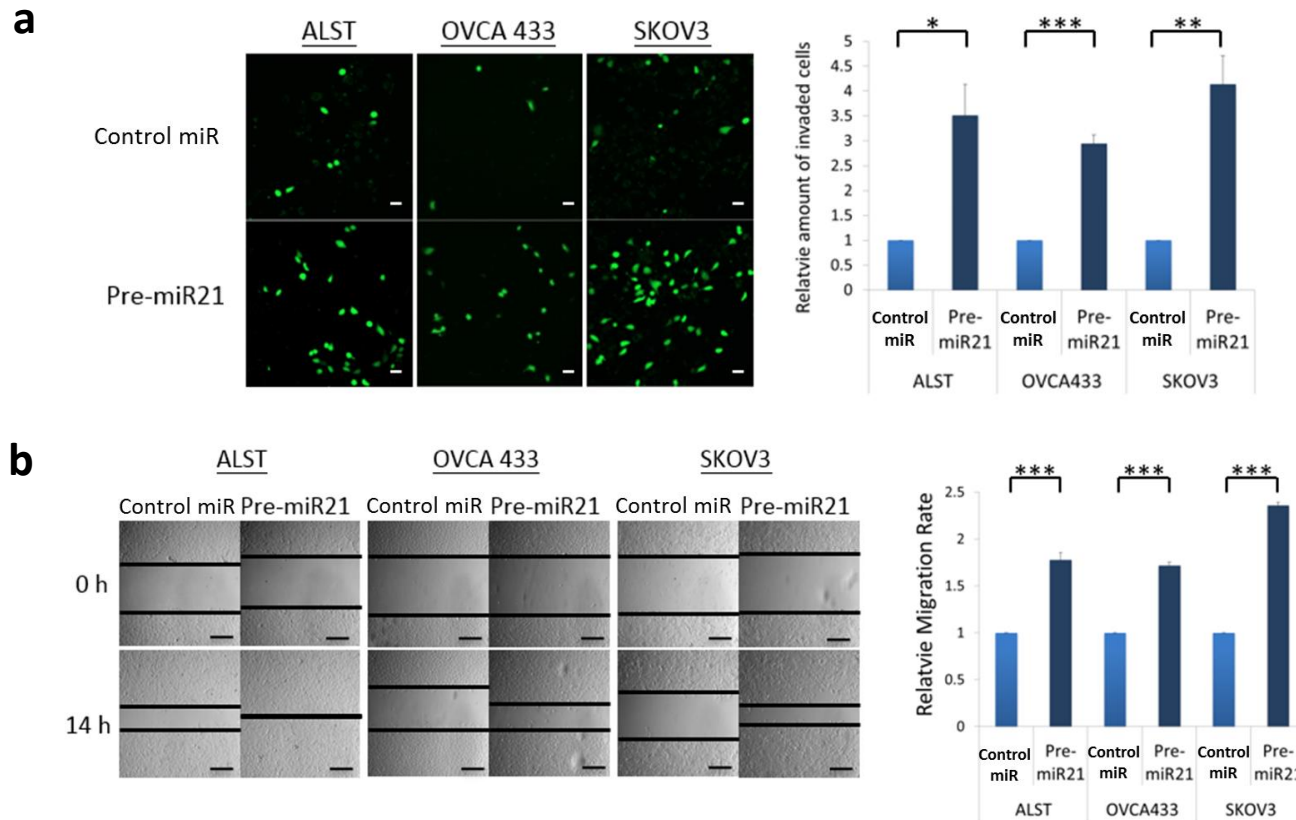 a
ALST OVCA 433 SKOV3
Control miR
Pre-miR21
* *** **
Relatvie amount of invaded cells
5
4.5
4
3.5
3
2.5
2
1.5
1
0.5
0
Control Pre- Control Pre- Control Pre-
miR miR21 miR miR21 miR miR21
ALST OVCA433 SKOV3
b
ALST OVCA 433 SKOV3
Control miR Pre-miR21 Control miR Pre-miR21 Control miR Pre-miR21
0 h
14 h
*** *** ***
Relatvie Migration Rate
2.5
2
1.5
1
0.5
0
Control Pre- Control Pre- Control Pre-
miR miR21 miR miR21 miR miR21
ALST OVCA433 SKOV3